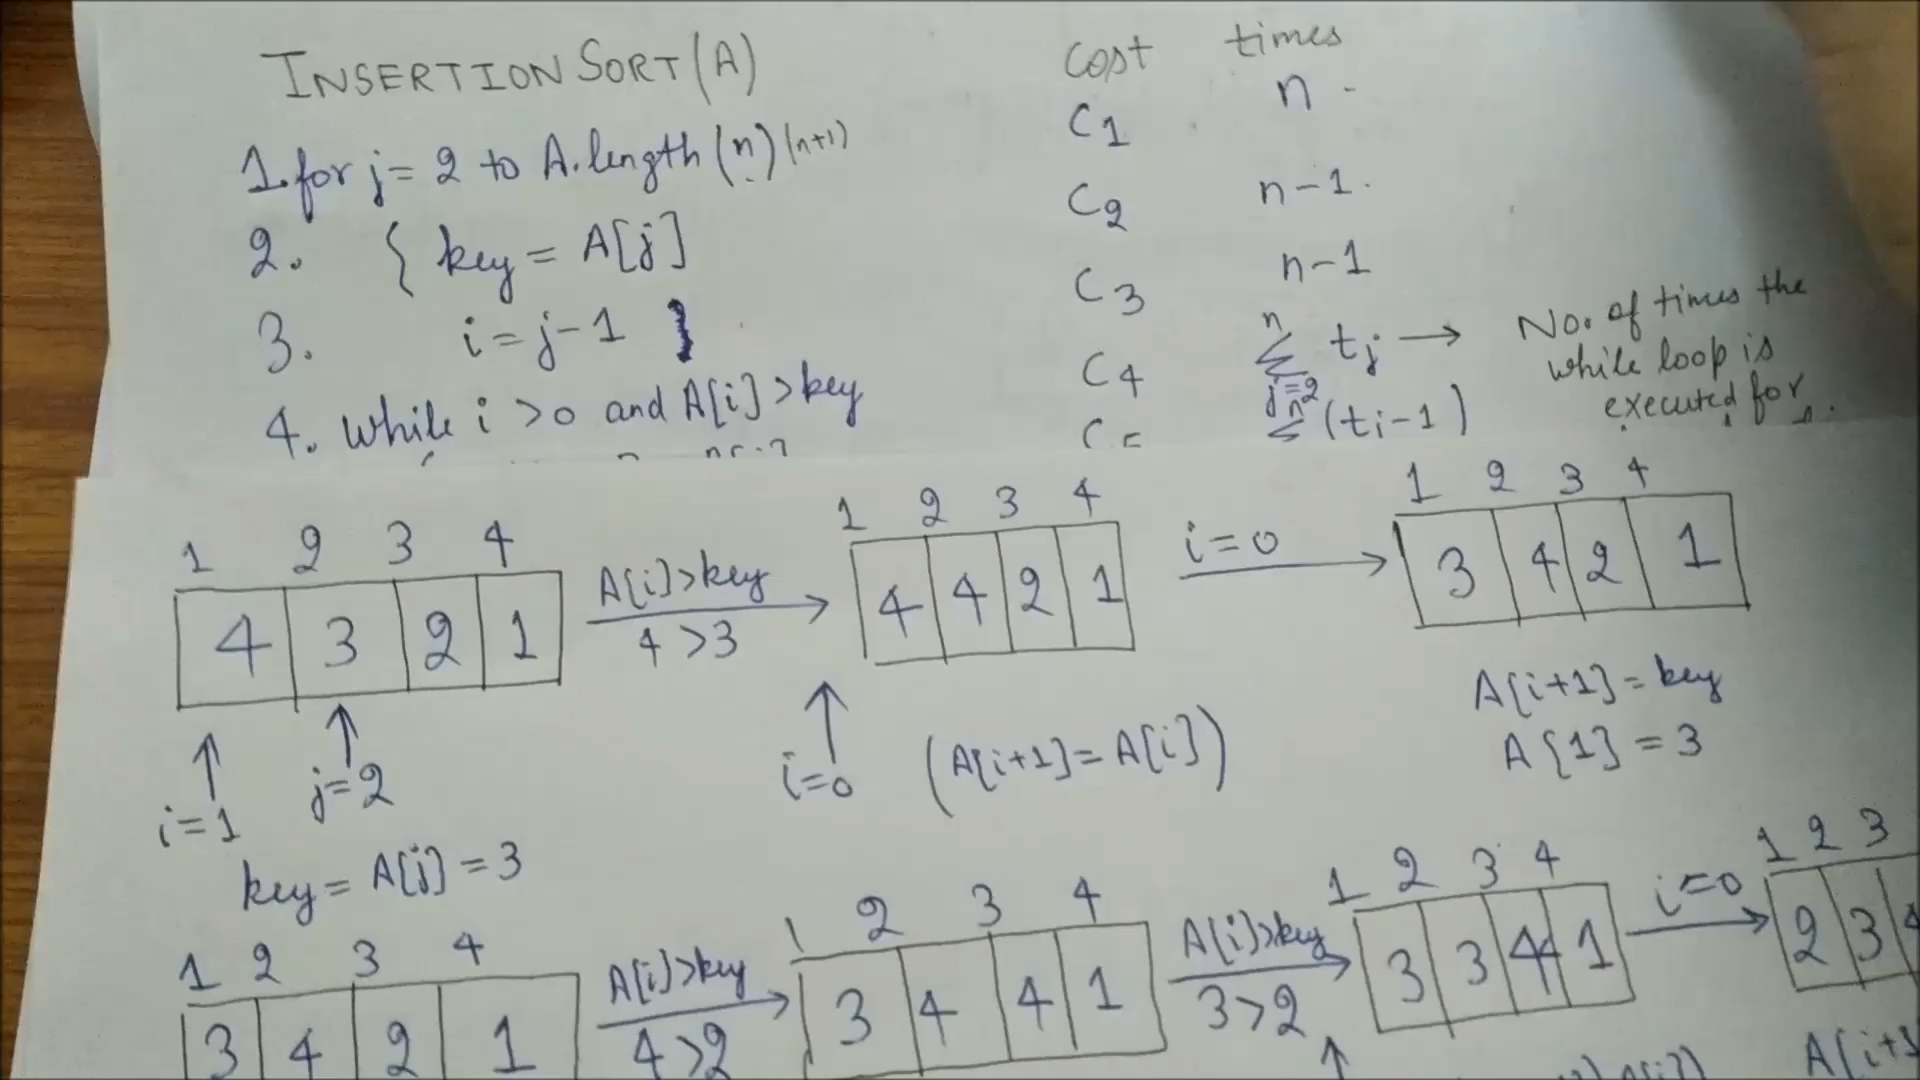 INSERTION SORT(A) cost times
1. for j= 2 to A.length (n) (n+1) C1 n
2. { key = A[j] C2 n-1
3. i = j-1 } C3 n-1
4. While i >0 and A[i] >key C4 n Σ j=2 tj → No. of times the
while loop is
executed for
n Σ (tj-1)
1 2 3 4
4 3 2 1
A[i]>key
4 >3
1 2 3 4
4 4 2 1
i=0
1 2 3 4
3 4 2 1
i=1 j=2
key= A[j] =3
i=0 (A[i+1]= A[i])
A[i+1]= key
A[1] = 3
1 2 3 4
3 4 2 1
A[i]>key
4>2
1 2 3 4
3 4 4 1
A[i]>key
3>2
1 2 3 4
3 3 4 1
i=0
1 2 3
2 3 4